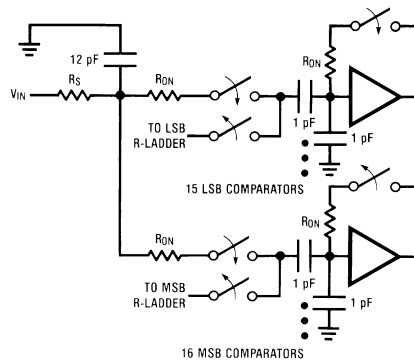 12 pF
RS
VIN
RON
RON
TO LSB
R-LADDER
1 pF
1 pF
15 LSB COMPARATORS
RON
RON
TO MSB
R-LADDER
1 pF
1 pF
16 MSB COMPARATORS